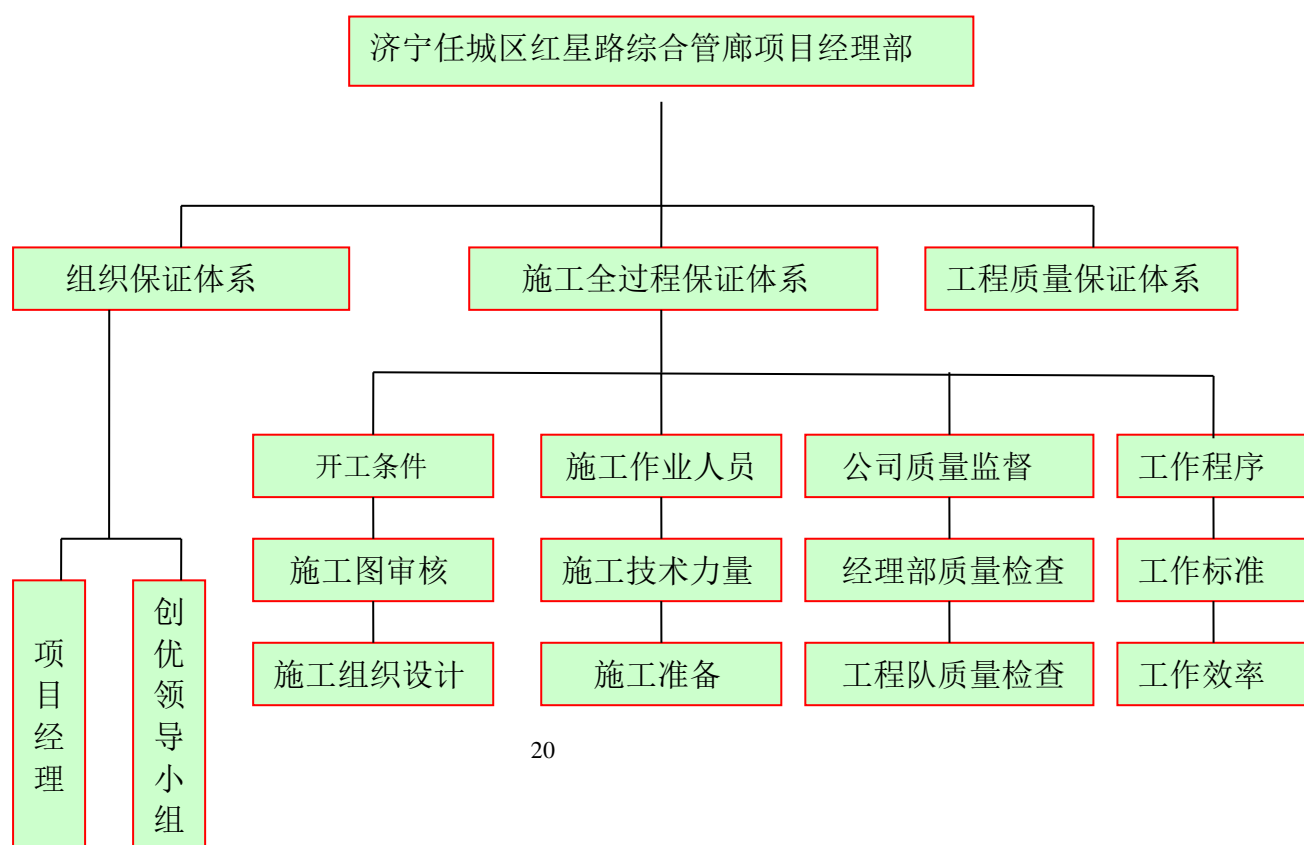 济宁任城区红星路综合管廊项目经理部
组织保证体系
施工全过程保证体系
工程质量保证体系
开工条件
施工作业人员
公司质量监督
工作程序
施工图审核
施工技术力量
经理部质量检查
工作标准
施工组织设计
施工准备
工程队质量检查
工作效率
项目经理
创优领导小组
20